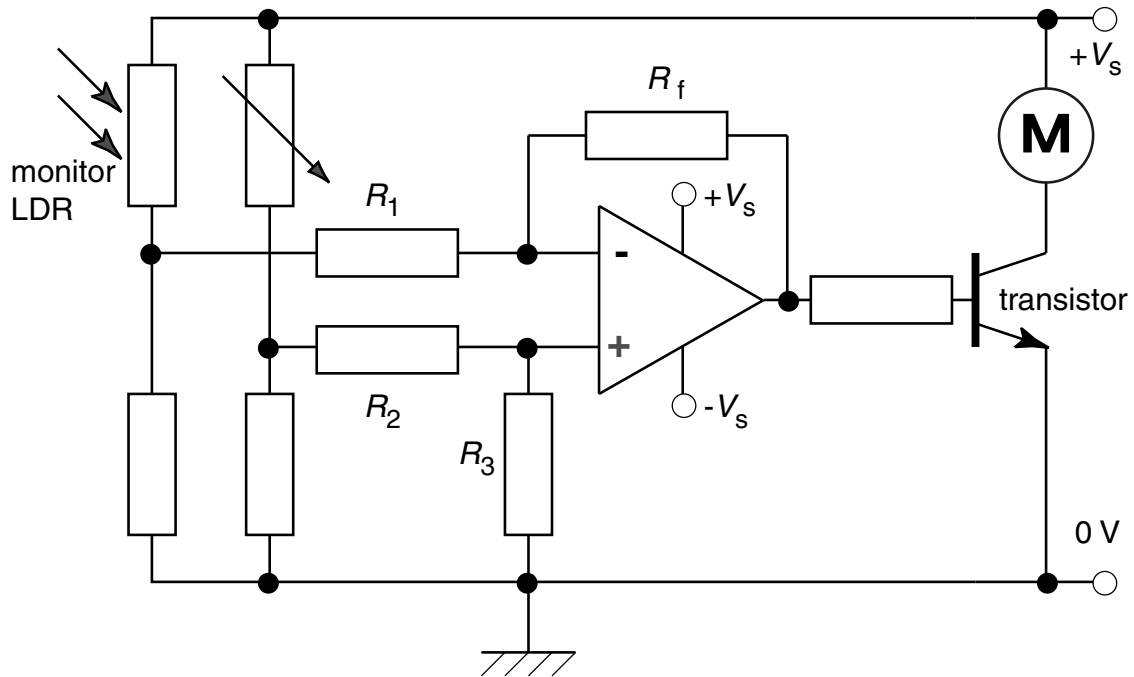 +Vs
Rf
M
monitor
LDR
R1
+Vs
-
transistor
+
R2
-Vs
R3
0 V